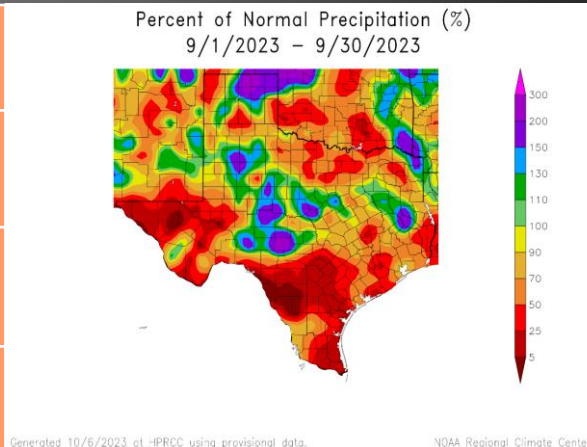 Percent of Normal Precipitation (%)
9/1/2023 – 9/30/2023
300
200
150
130
110
100
90
70
50
25
5
Generated 10/6/2023 at HPRCC using provisional data.
NOAA Regional Climate Cente